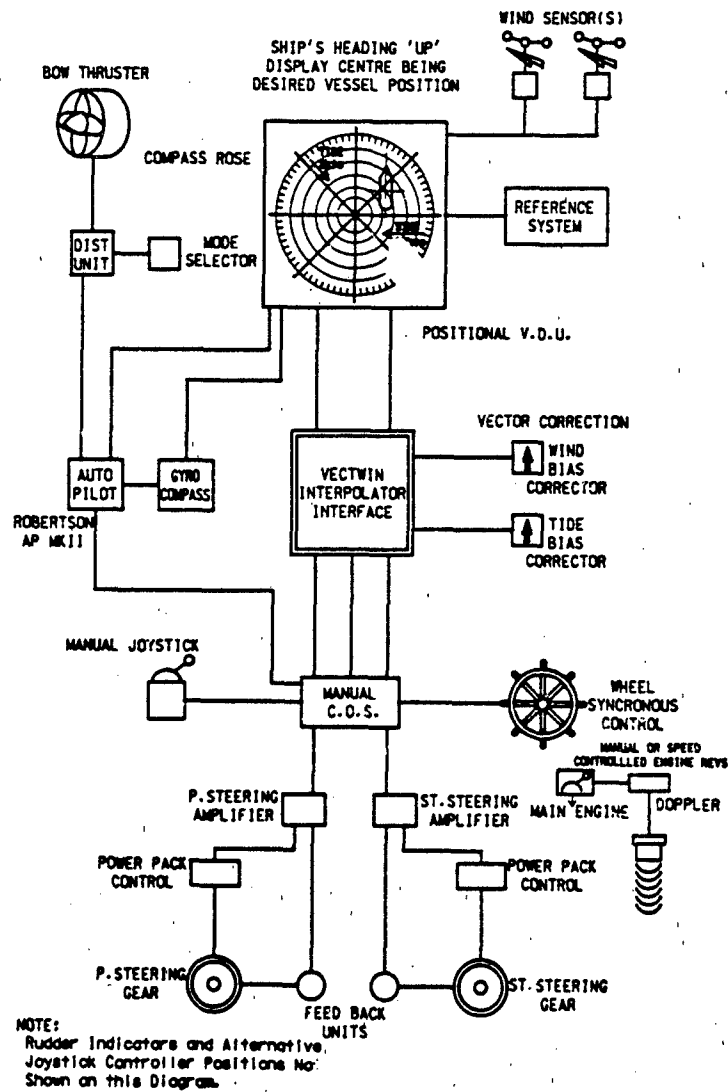 WIND SENSOR(S)
SHIP'S HEADING 'UP'
DISPLAY CENTRE BEING
DESIRED VESSEL POSITION
BOW THRUSTER
COMPASS ROSE
TIDE
REFERENCE
SYSTEM
DIST
UNIT
MODE
SELECTOR
POSITIONAL V.D.U.
VECTOR CORRECTION
VECTWIN
INTERPOLATOR
INTERFACE
WIND
BIAS
CORRECTOR
TIDE
BIAS
CORRECTOR
AUTO
PILOT
GYRO
COMPASS
ROBERTSON
AP MKII
MANUAL JOYSTICK
MANUAL
C.O.S.
WHEEL
SYNCRONOUS
CONTROL
MANUAL OR SPEED
CONTROLLLED ENGINE REVS
MAIN ENGINE
DOPPLER
P.STEERING
AMPLIFIER
ST.STEERING
AMPLIFIER
POWER PACK
CONTROL
POWER PACK
CONTROL
P.STEERING
GEAR
FEED BACK
UNITS
ST.STEERING
GEAR
NOTE:
Rudder Indicators and Alternative
Joystick Controller Positions No
Shown on this Diagram.